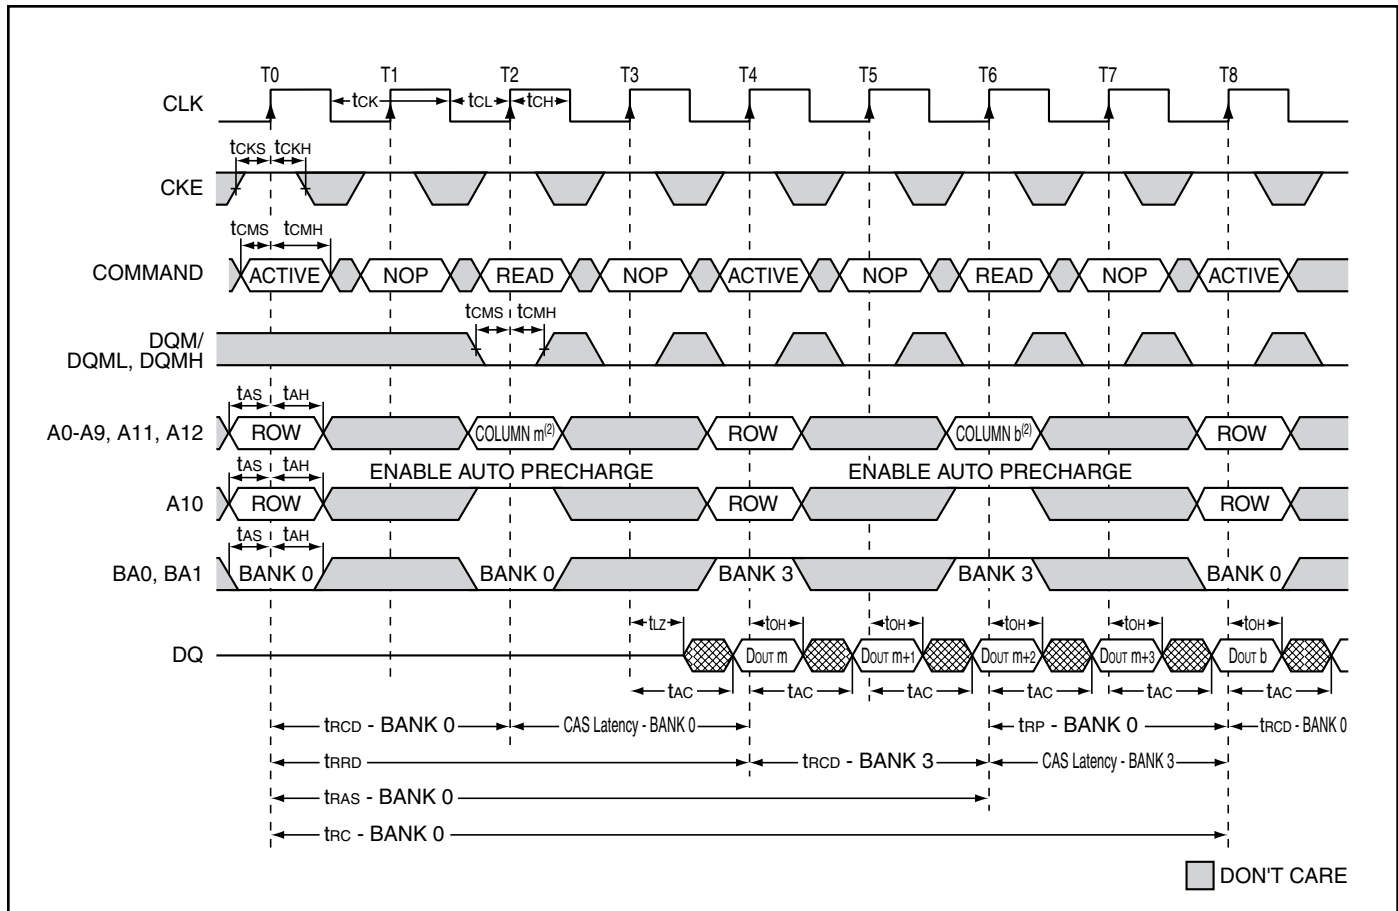 T0 T1 T2 T3 T4 T5 T6 T7 T8
CLK
tCK tCL tCH
tCKS tCKH
CKE
tCMS tCMH
COMMAND ACTIVE NOP READ NOP ACTIVE NOP READ NOP ACTIVE
tCMS tCMH
DQM/
DQML, DQMH
tAS tAH
A0-A9, A11, A12 ROW COLUMN m(2) ROW COLUMN b(2) ROW
tAS tAH ENABLE AUTO PRECHARGE ENABLE AUTO PRECHARGE
A10 ROW ROW ROW
tAS tAH
BA0, BA1 BANK 0 BANK 0 BANK 3 BANK 3 BANK 0
tLZ tOH tOH tOH tOH tOH
DQ DOUT m DOUT m+1 DOUT m+2 DOUT m+3 DOUT b
tAC tAC tAC tAC tAC tAC
tRCD - BANK 0 CAS Latency - BANK 0 tRP - BANK 0 tRCD - BANK 0
tRRD tRCD - BANK 3 CAS Latency - BANK 3
tRAS - BANK 0
tRC - BANK 0
DON'T CARE